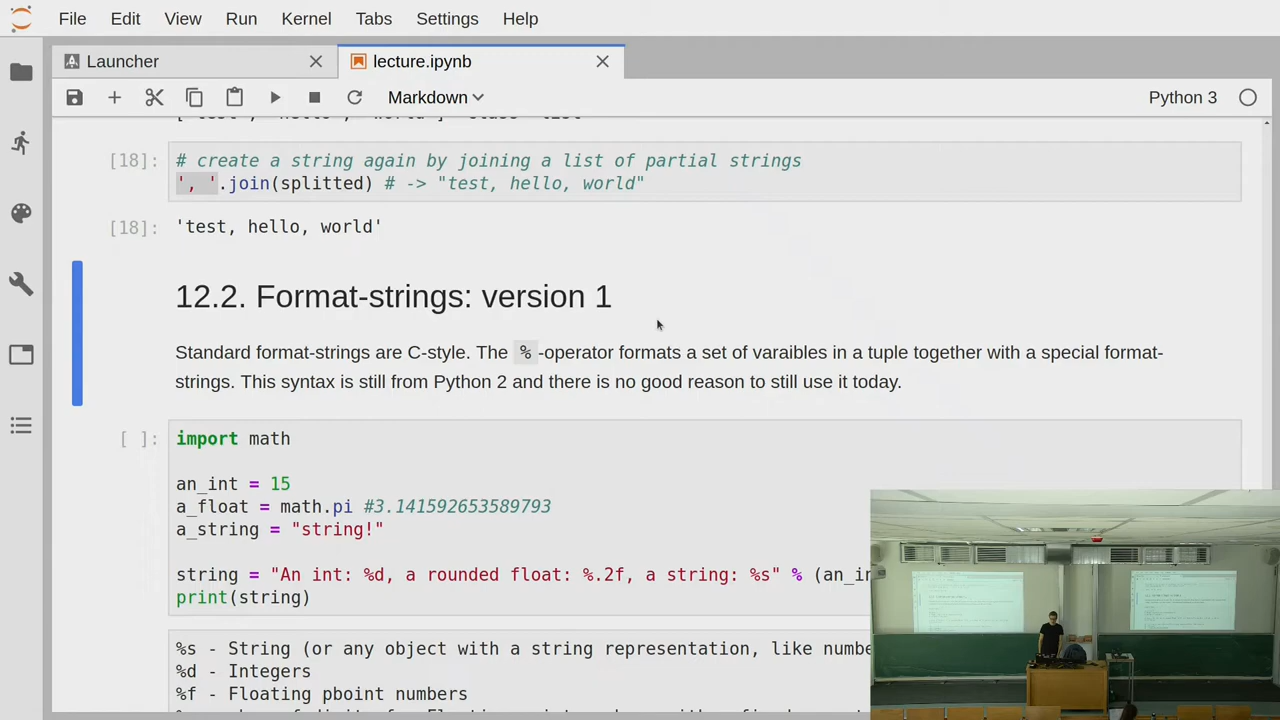 File Edit View Run Kernel Tabs Settings Help
Launcher lecture.ipynb
Markdown Python 3
[18]: # create a string again by joining a list of partial strings
', '.join(splitted) # -> "test, hello, world"
[18]: 'test, hello, world'
12.2. Format-strings: version 1
Standard format-strings are C-style. The %-operator formats a set of varaibles in a tuple together with a special format-
strings. This syntax is still from Python 2 and there is no good reason to still use it today.
[ ]: import math
an_int = 15
a_float = math.pi #3.141592653589793
a_string = "string!"
string = "An int: %d, a rounded float: %.2f, a string: %s" % (an_in
print(string)
%s - String (or any object with a string representation, like numbe
%d - Integers
%f - Floating pboint numbers